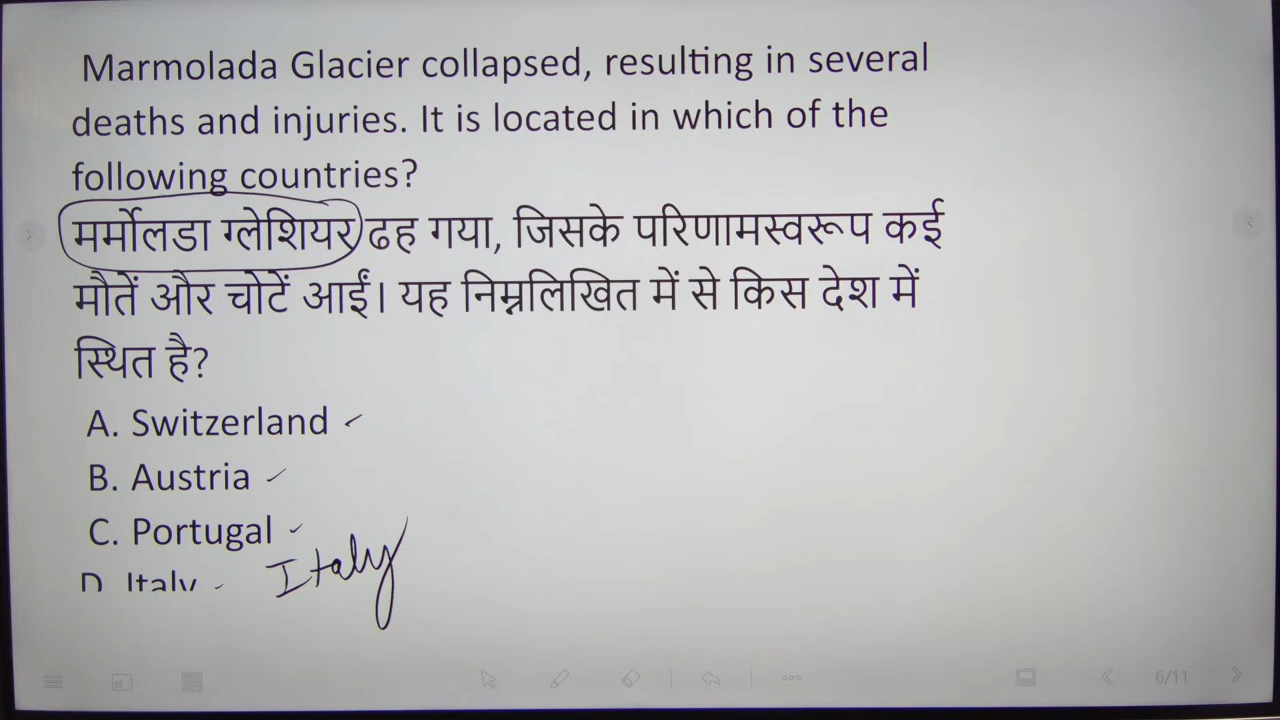 Marmolada Glacier collapsed, resulting in several
deaths and injuries. It is located in which of the
following countries?
मर्मोलडा ग्लेशियर ढह गया, जिसके परिणामस्वरूप कई
मौतें और चोटें आईं। यह निम्नलिखित में से किस देश में
स्थित है?
A. Switzerland
B. Austria
C. Portugal
D. Italy Italy
6/11